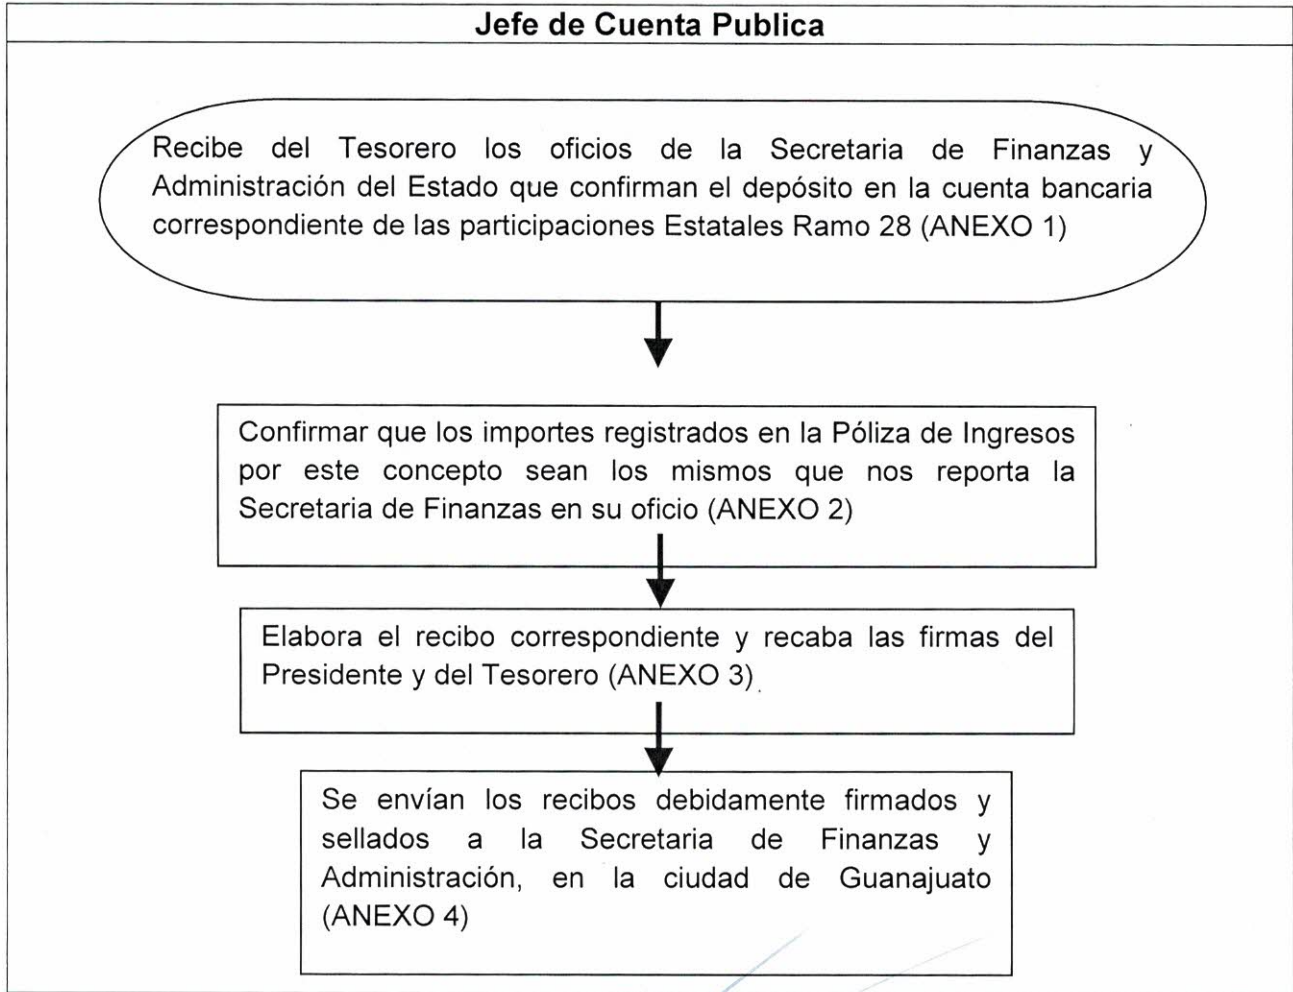 Jefe de Cuenta Publica
Recibe del Tesorero los oficios de la Secretaria de Finanzas y
Administración del Estado que confirman el depósito en la cuenta bancaria
correspondiente de las participaciones Estatales Ramo 28 (ANEXO 1)
Confirmar que los importes registrados en la Póliza de Ingresos
por este concepto sean los mismos que nos reporta la
Secretaria de Finanzas en su oficio (ANEXO 2)
Elabora el recibo correspondiente y recaba las firmas del
Presidente y del Tesorero (ANEXO 3)
Se envían los recibos debidamente firmados y
sellados a la Secretaria de Finanzas y
Administración, en la ciudad de Guanajuato
(ANEXO 4)